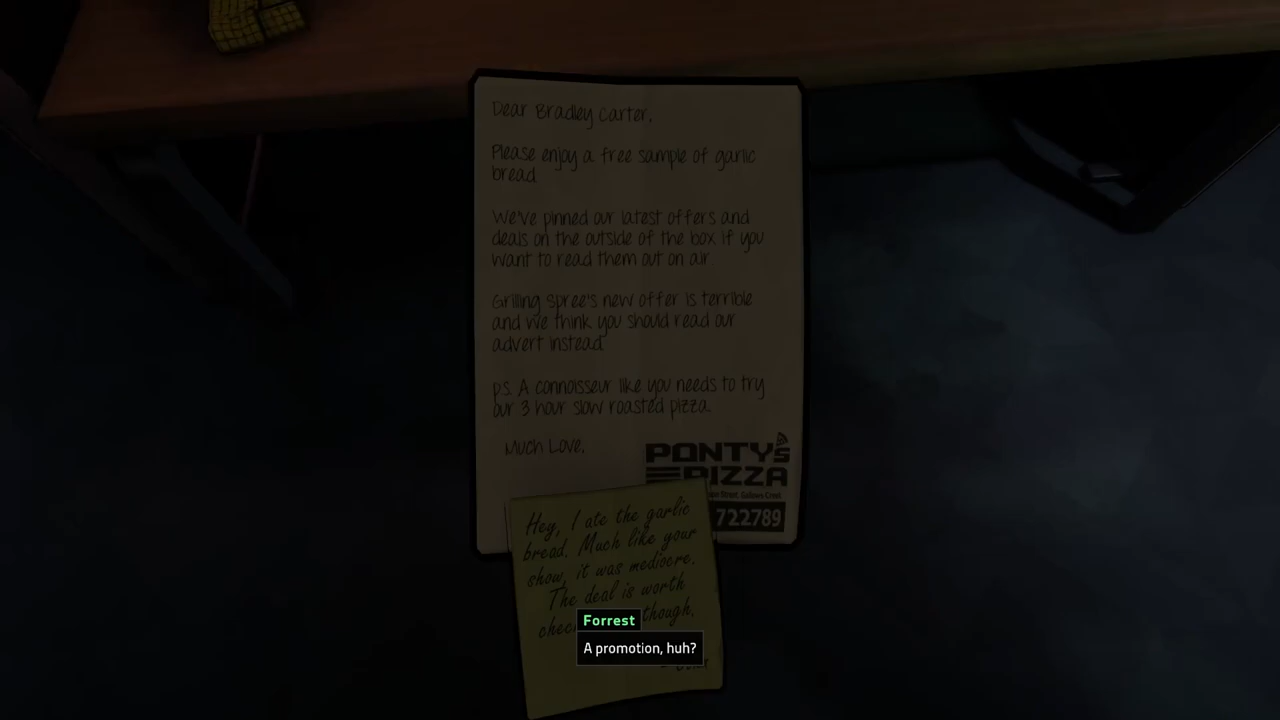 Dear Bradley Carter,
Please enjoy a free sample of garlic
bread.
We've pinned our latest offers and
deals on the outside of the box if you
want to read them out on air.
Grilling Spree's new offer is terrible
and we think you should read our
advert instead.
p.s. A connoisseur like you needs to try
our 3 hour slow roasted pizza.
Much Love,
PONTY'S
PIZZA
Street, Gallows Creek
722789
Hey, I ate the garlic
bread. Much like your
show, it was mediocre.
The deal is worth
though.
Forrest
A promotion, huh?